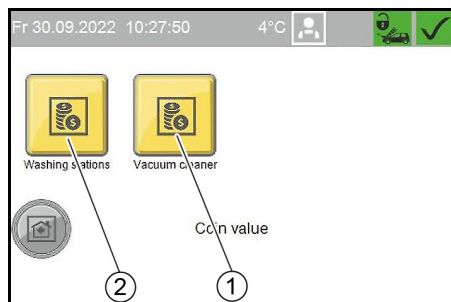 Fr 30.09.2022 10:27:50 4°C
Washing stations Vacuum cleaner
Coin value
2 1